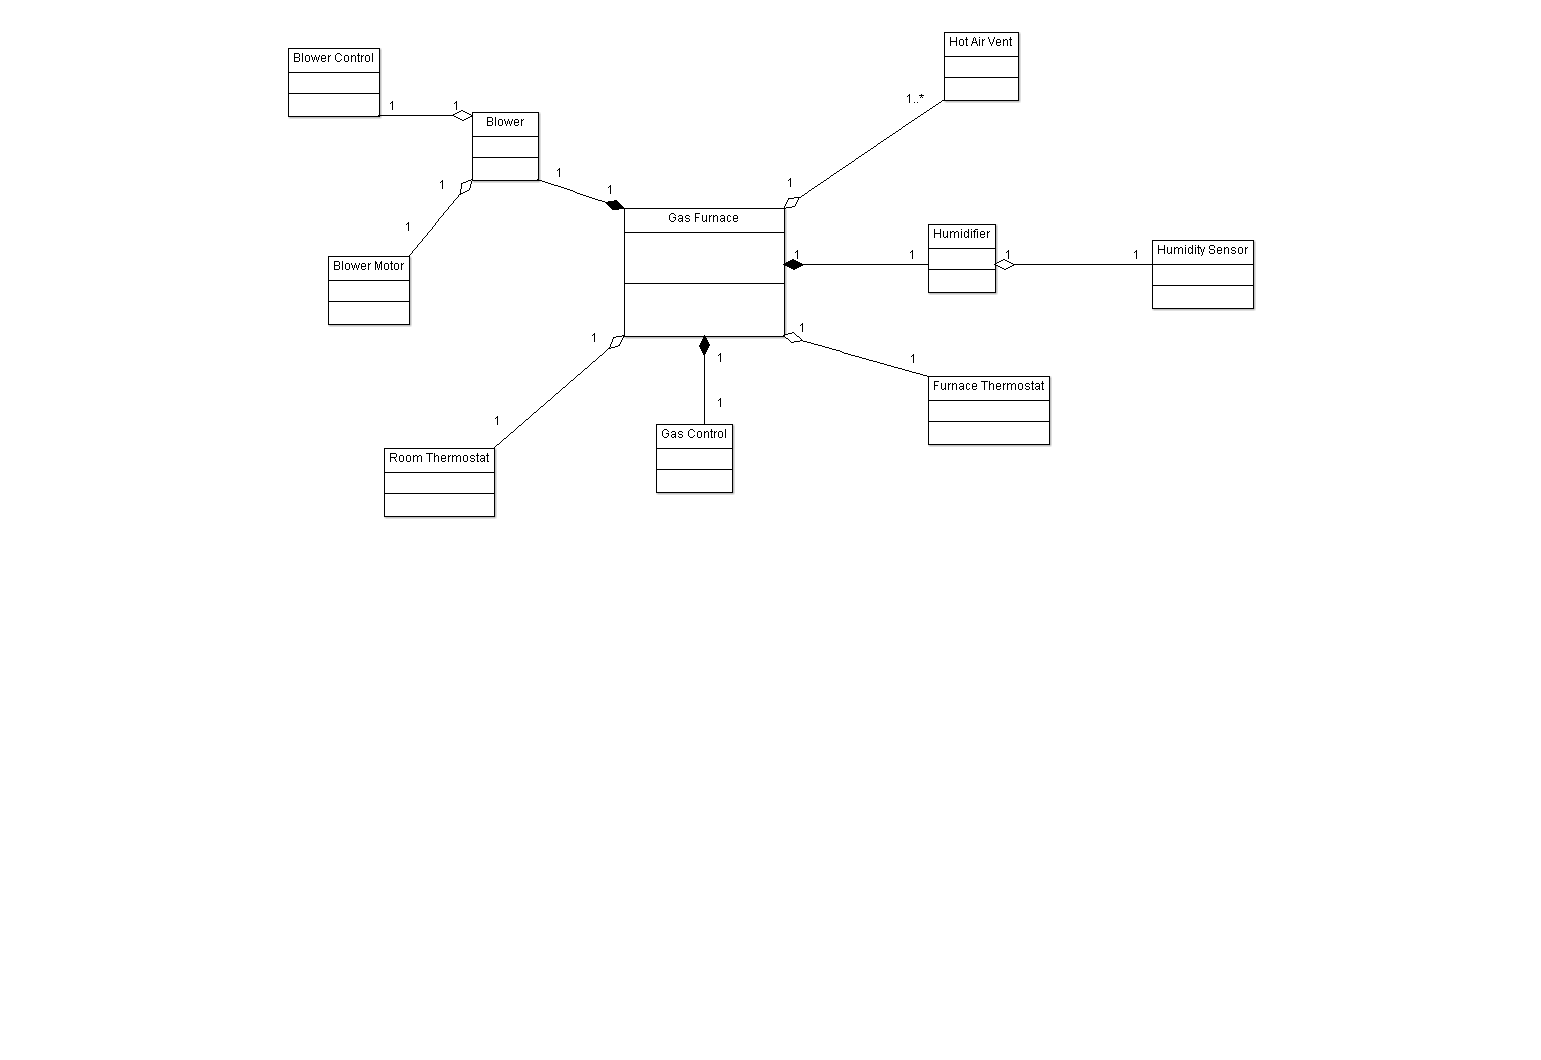 Hot Air Vent
Blower Control
1..*
1
1
Blower
1
1
1
1
1
Gas Furnace
1
Humidifier
Humidity Sensor
1
1
1
1
Blower Motor
1
1
1
1
1
Furnace Thermostat
1
1
Gas Control
Room Thermostat